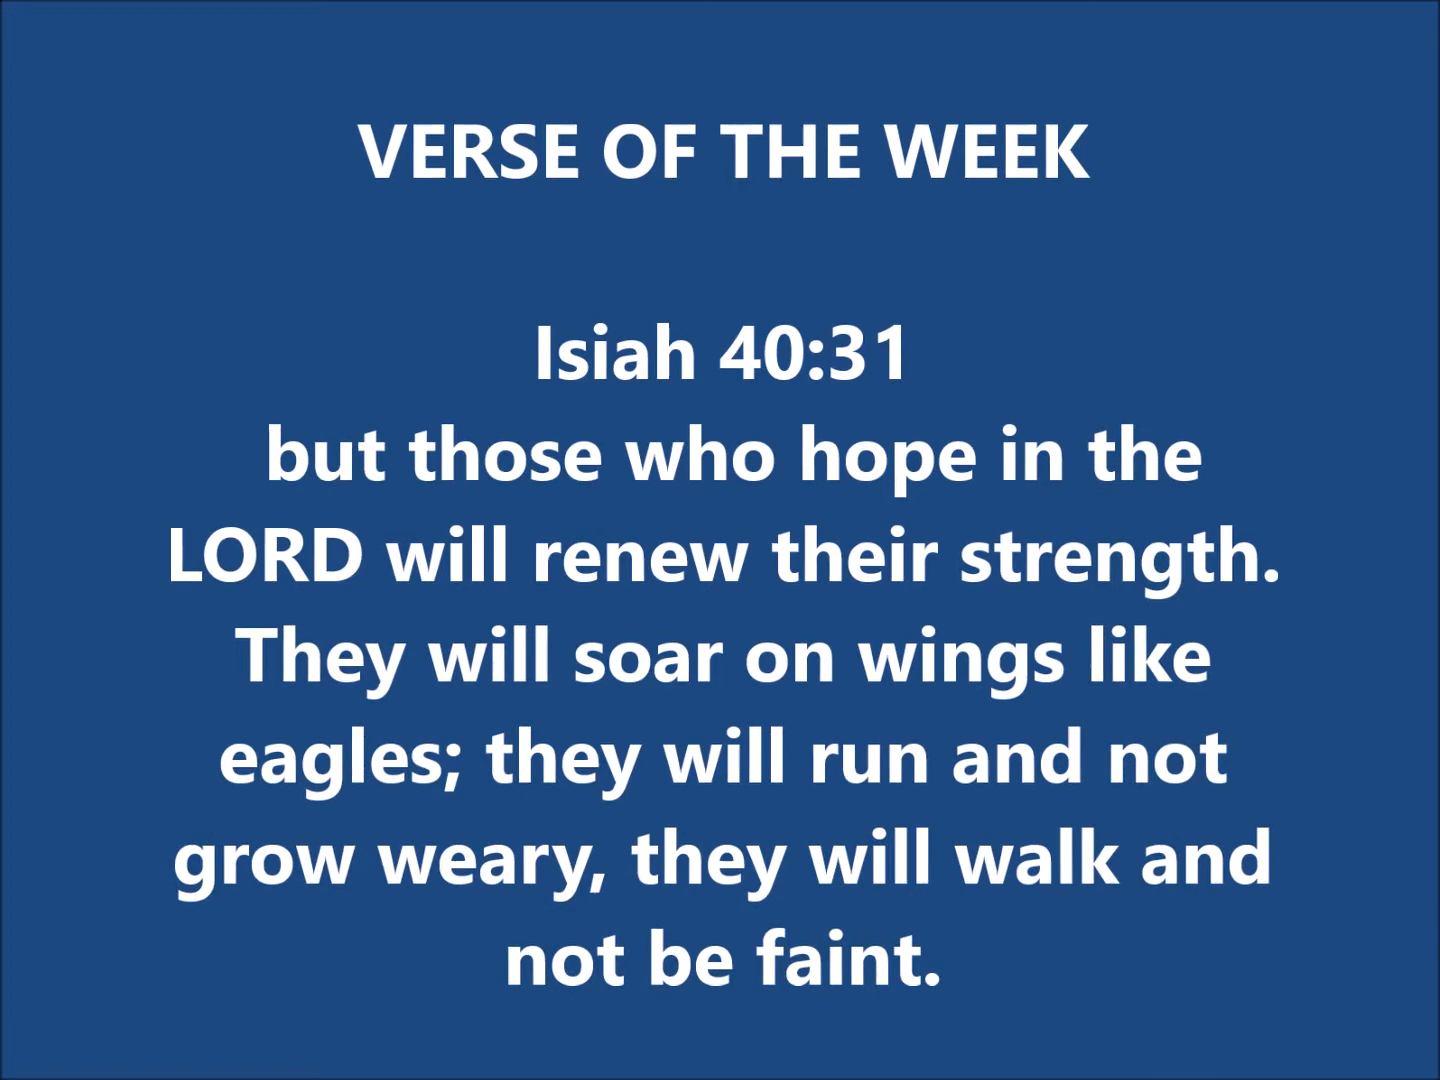 VERSE OF THE WEEK
Isiah 40:31
but those who hope in the
LORD will renew their strength.
They will soar on wings like
eagles; they will run and not
grow weary, they will walk and
not be faint.